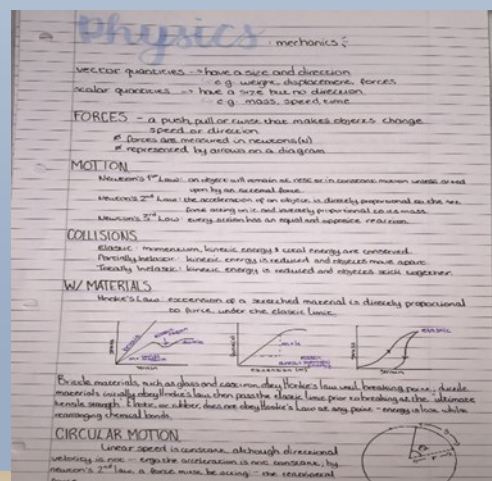 Physics : mechanics :
vector quantities -> have a size and direction
e.g. weight, displacement, forces
scalar quantities -> have a size but no direction
e.g. mass, speed, time
FORCES - a push, pull or twist that makes objects change
speed or direction
* forces are measured in newtons (N)
* represented by arrows on a diagram
MOTION
Newton's 1st Law: an object will remain at rest or in constant motion unless acted
upon by an external force.
Newton's 2nd Law: the acceleration of an object is directly proportional to the net
force acting on it and inversely proportional to its mass.
Newton's 3rd Law: every action has an equal and opposite reaction.
COLLISIONS
Elastic: momentum, kinetic energy & total energy are conserved.
Partially Inelastic: kinetic energy is reduced and objects move apart.
Totally Inelastic: kinetic energy is reduced and objects stick together.
W/ MATERIALS
Hooke's Law: extension of a stretched material is directly proportional
to force, under the elastic limit
brittle
elastic
extension (m)
Brittle materials, such as glass and cast iron, obey Hooke's law until breaking point; ductile
materials initially obey Hooke's law then pass the elastic limit prior to breaking at the ultimate
tensile strength. Elastic, or rubber, does not obey Hooke's Law at any point - energy is lost while
rearranging chemical bonds.
CIRCULAR MOTION
Linear speed is constant, although directional
velocity is not - ergo the acceleration is not constant, by
newton's 2nd law, a force must be acting - the